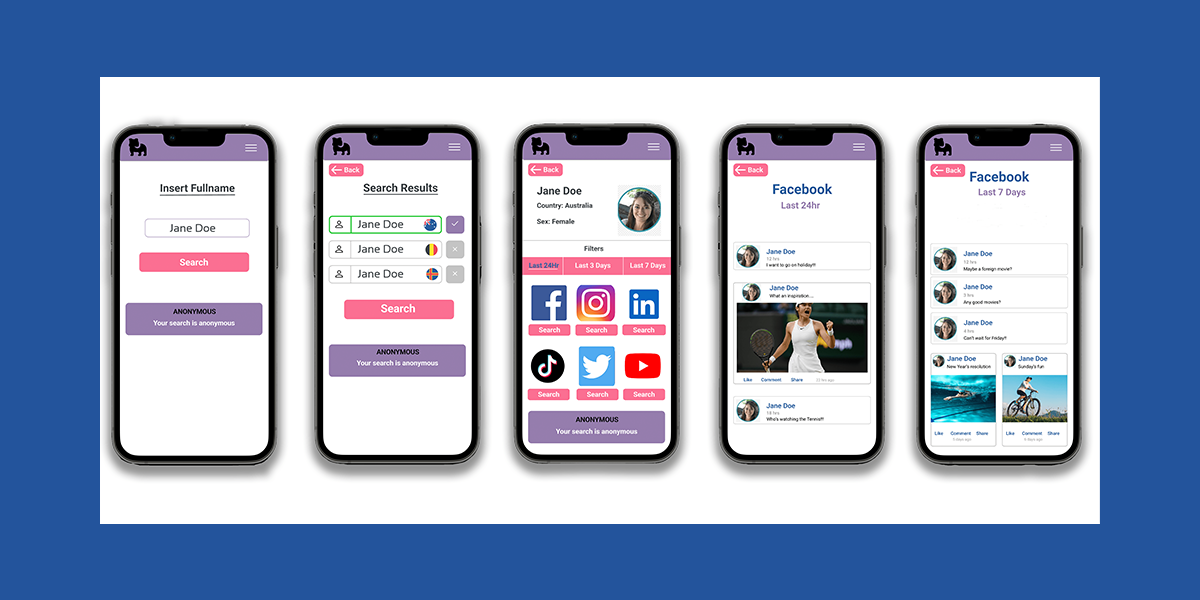 Insert Fullname
Jane Doe
Search
ANONYMOUS
Your search is anonymous
Back
Search Results
Jane Doe
Jane Doe
Jane Doe
Search
ANONYMOUS
Your search is anonymous
Back
Jane Doe
Country: Australia
Sex: Female
Filters
Last 24Hr Last 3 Days Last 7 Days
Search Search Search
Search Search Search
ANONYMOUS
Your search is anonymous
Back
Facebook
Last 24hr
Jane Doe
12 hrs
I want to go on holiday!!!
Jane Doe
What an inspiration ...
Like Comment Share 12 hrs ago
Jane Doe
18 hrs
Who's watching the Tennis!!!
Back
Facebook
Last 7 Days
Jane Doe
12 hrs
Maybe a foreign movie?
Jane Doe
3 hrs
Any good movies?
Jane Doe
4 hrs
Can't wait for Friday!!
Jane Doe
New Year's resolution
Like Comment Share
5 days ago
Jane Doe
Sunday's fun
Like Comment Share
6 days ago